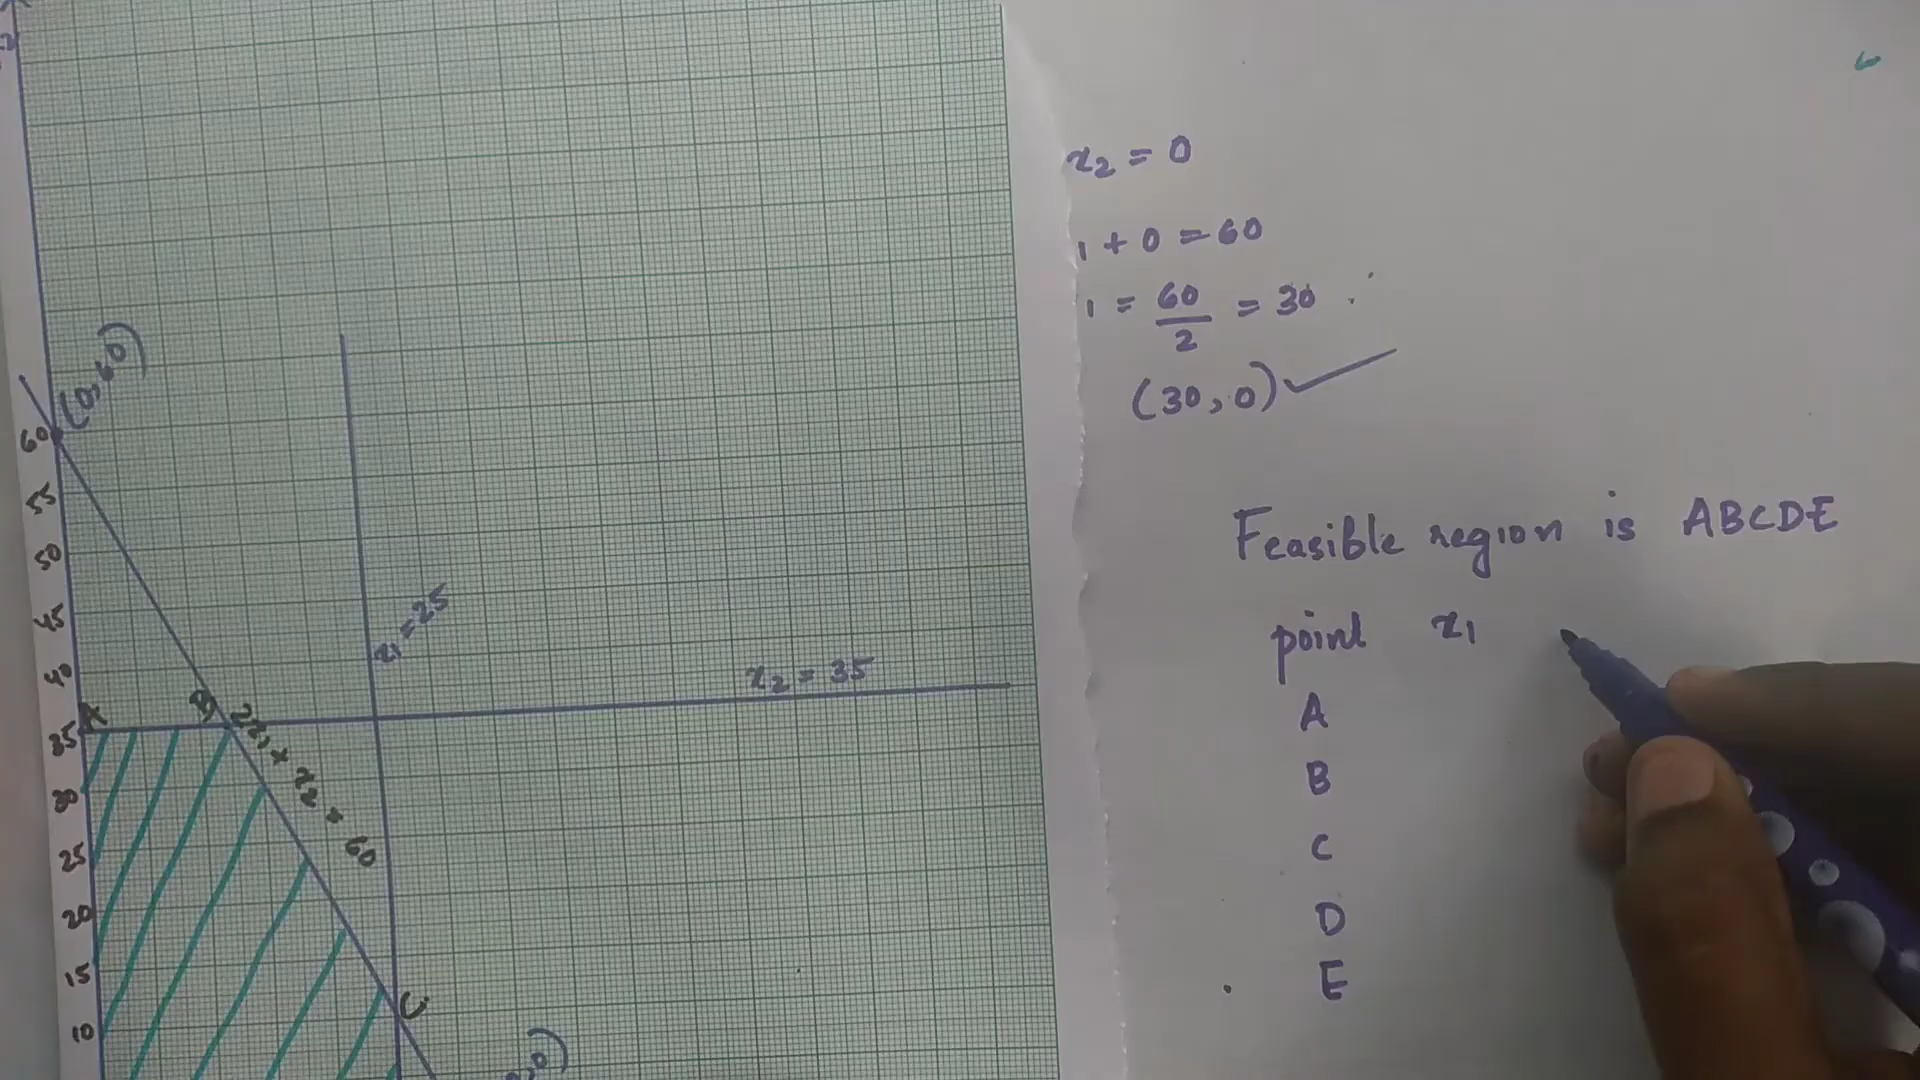 (0,60)
60
55
50
45
40
35
30
25
20
15
10
x₁ = 25
x₂ = 35
A
B
2x₁ + x₂ = 60
C
,0)
x₂ = 0
1 + 0 = 60
1 = 60/2 = 30
(30,0)✓
Feasible region is ABCDE
point x₁
A
B
C
D
E